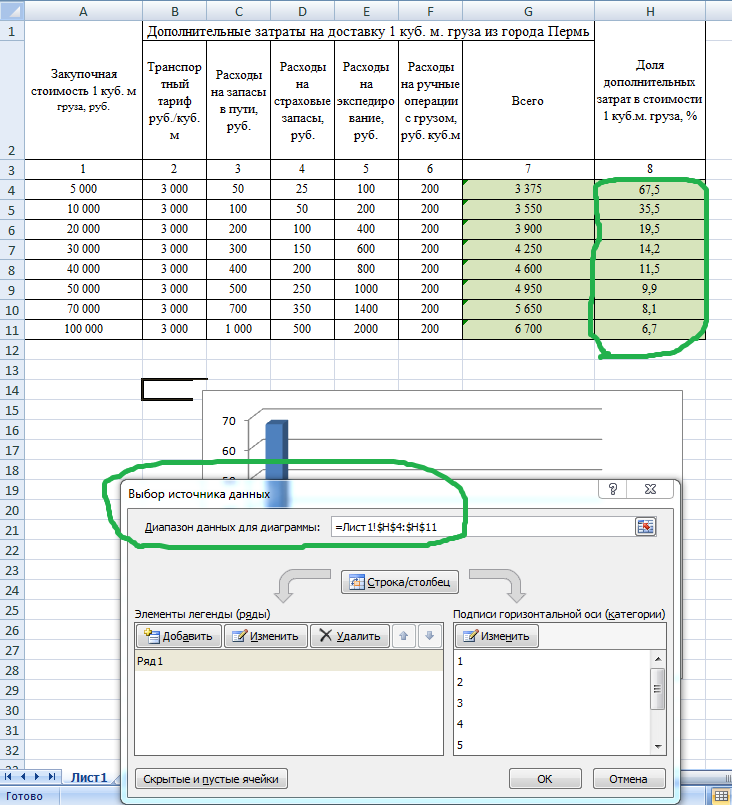 A B C D E F G H
1 Дополнительные затраты на доставку 1 куб. м. груза из города Пермь
2 Закупочная стоимость 1 куб. м груза, руб. Транспор тный тариф руб./куб. м Расходы на запасы в пути, руб. Расходы на страховые запасы, руб. Расходы на экспедиро вание, руб. Расходы на ручные операции с грузом, руб. куб.м Всего Доля дополнительных затрат в стоимости 1 куб.м. груза, %
3 1 2 3 4 5 6 7 8
4 5 000 3 000 50 25 100 200 3 375 67,5
5 10 000 3 000 100 50 200 200 3 550 35,5
6 20 000 3 000 200 100 400 200 3 900 19,5
7 30 000 3 000 300 150 600 200 4 250 14,2
8 40 000 3 000 400 200 800 200 4 600 11,5
9 50 000 3 000 500 250 1000 200 4 950 9,9
10 70 000 3 000 700 350 1400 200 5 650 8,1
11 100 000 3 000 1 000 500 2000 200 6 700 6,7
12
13
14
15
16 70
17
18 60
19
20
21
22
23
24
25
26
27
28
29
30
31
32
Выбор источника данных
Диапазон данных для диаграммы: =Лист1!$H$4:$H$11
Строка/столбец
Элементы легенды (ряды) Подписи горизонтальной оси (категории)
Добавить Изменить Удалить Изменить
Ряд1 1
2
3
4
5
Скрытые и пустые ячейки ОК Отмена
Лист1
Готово